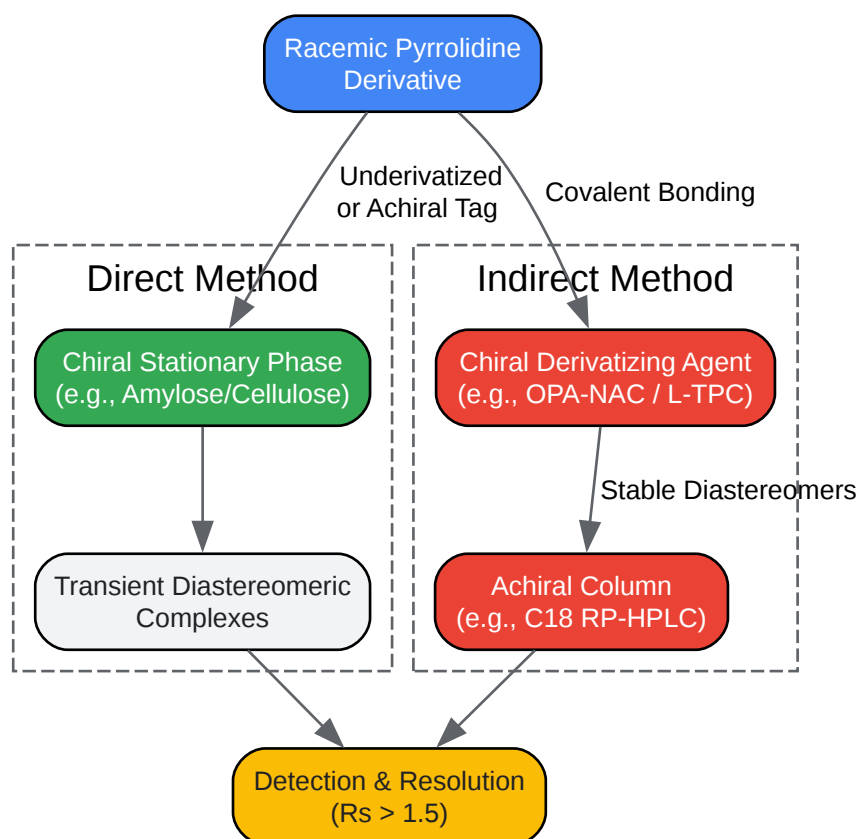 Racemic Pyrrolidine
Derivative
Underivatized
or Achiral Tag
Covalent Bonding
Direct Method
Indirect Method
Chiral Stationary Phase
(e.g., Amylose/Cellulose)
Chiral Derivatizing Agent
(e.g., OPA-NAC / L-TPC)
Stable Diastereomers
Transient Diastereomeric
Complexes
Achiral Column
(e.g., C18 RP-HPLC)
Detection & Resolution
(Rs > 1.5)